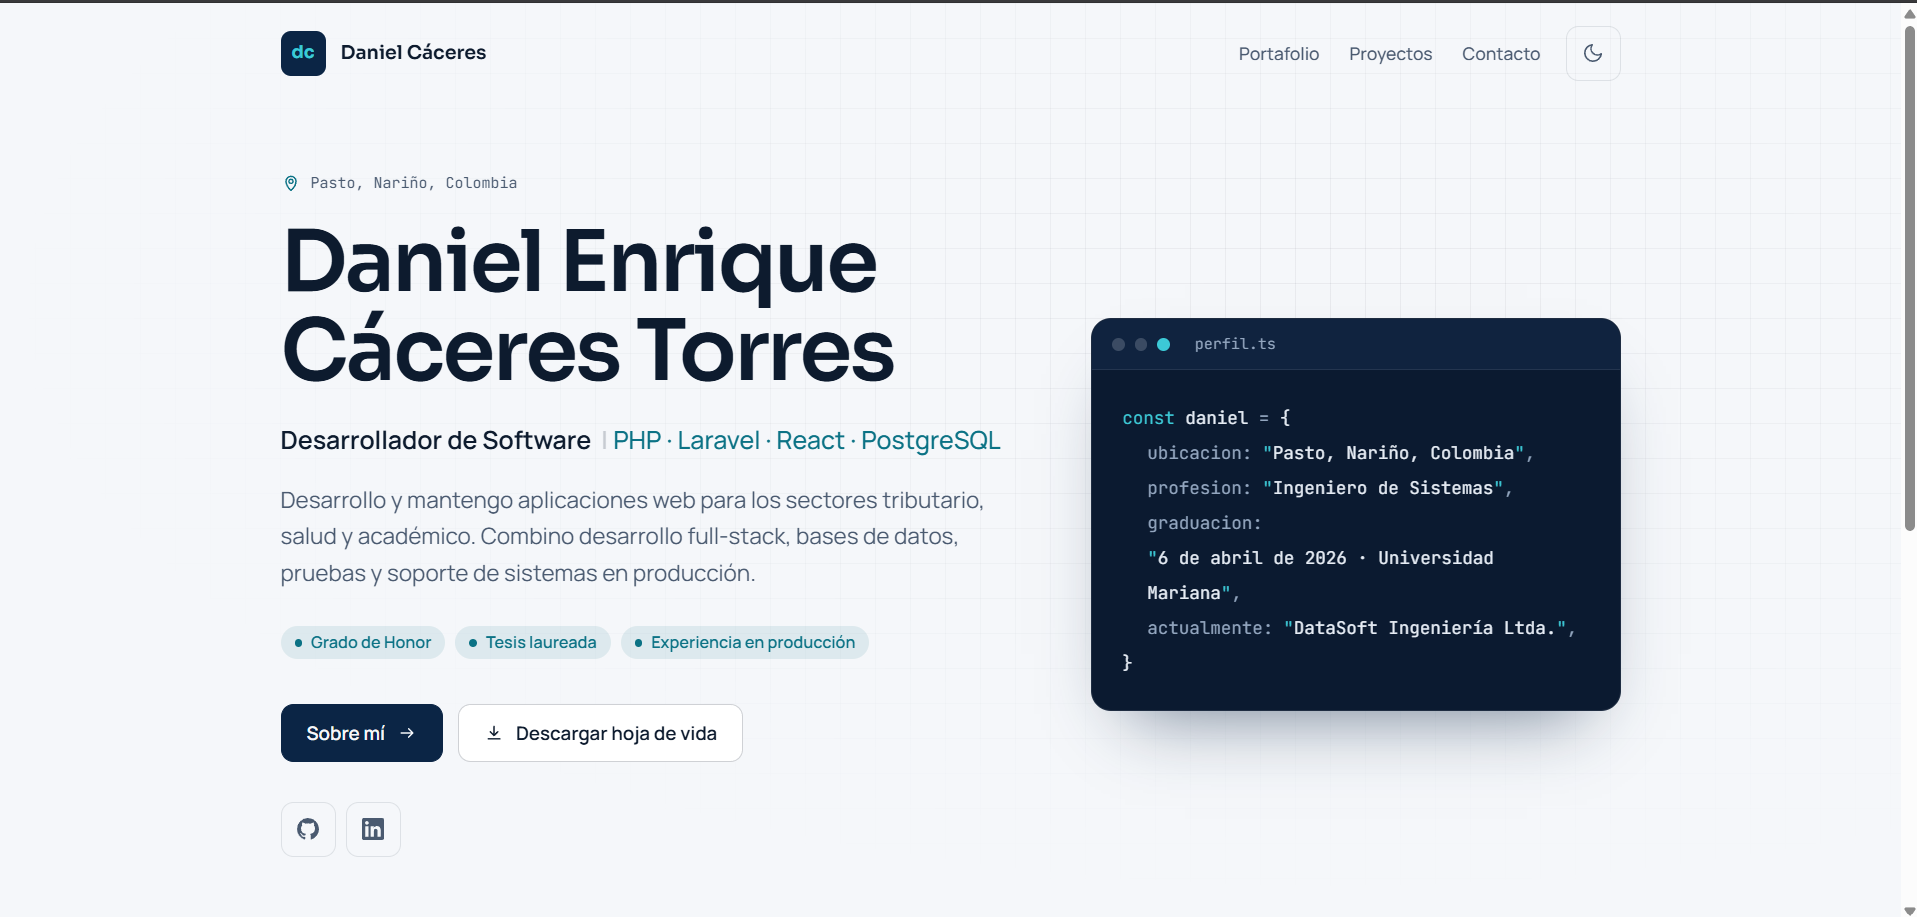 dc Daniel Cáceres
Portafolio Proyectos Contacto
Pasto, Nariño, Colombia
Daniel Enrique
Cáceres Torres
Desarrollador de Software | PHP · Laravel · React · PostgreSQL
Desarrollo y mantengo aplicaciones web para los sectores tributario,
salud y académico. Combino desarrollo full-stack, bases de datos,
pruebas y soporte de sistemas en producción.
Grado de Honor Tesis laureada Experiencia en producción
Sobre mí → Descargar hoja de vida
in
perfil.ts
const daniel = {
ubicacion: "Pasto, Nariño, Colombia",
profesion: "Ingeniero de Sistemas",
graduacion:
"6 de abril de 2026 · Universidad
Mariana",
actualmente: "DataSoft Ingeniería Ltda.",
}